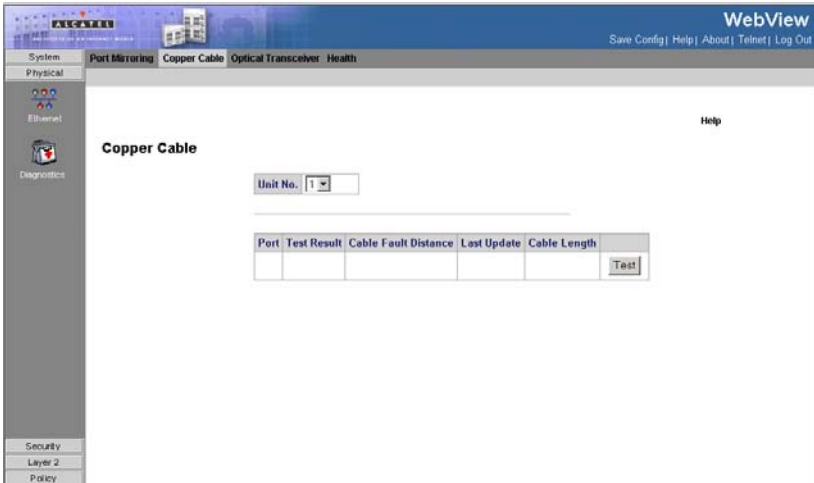 ALCATEL
WebView
Save Config| Help| About| Telnet| Log Out
System
Physical
Port Mirroring Copper Cable Optical Transceiver Health
Ethernet
Diagnostics
Help
Copper Cable
Unit No. 1
Port Test Result Cable Fault Distance Last Update Cable Length
Test
Security
Layer 2
Policy